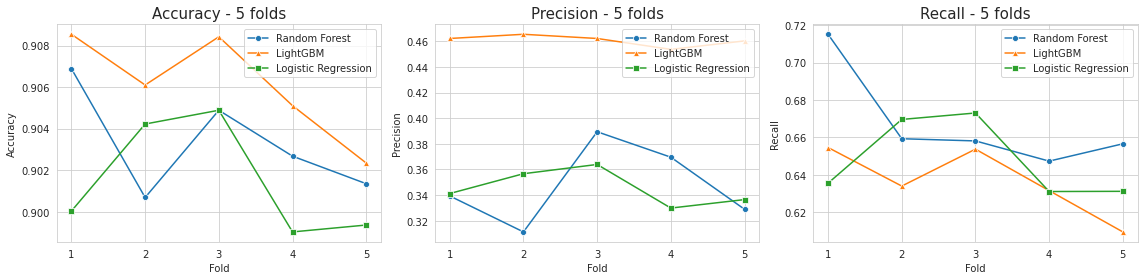 Accuracy - 5 folds
Random Forest
LightGBM
Logistic Regression
0.908
0.906
0.904
0.902
0.900
Accuracy
1 2 3 4 5
Fold
Precision - 5 folds
Random Forest
LightGBM
Logistic Regression
0.46
0.44
0.42
0.40
0.38
0.36
0.34
0.32
Precision
1 2 3 4 5
Fold
Recall - 5 folds
Random Forest
LightGBM
Logistic Regression
0.72
0.70
0.68
0.66
0.64
0.62
Recall
1 2 3 4 5
Fold